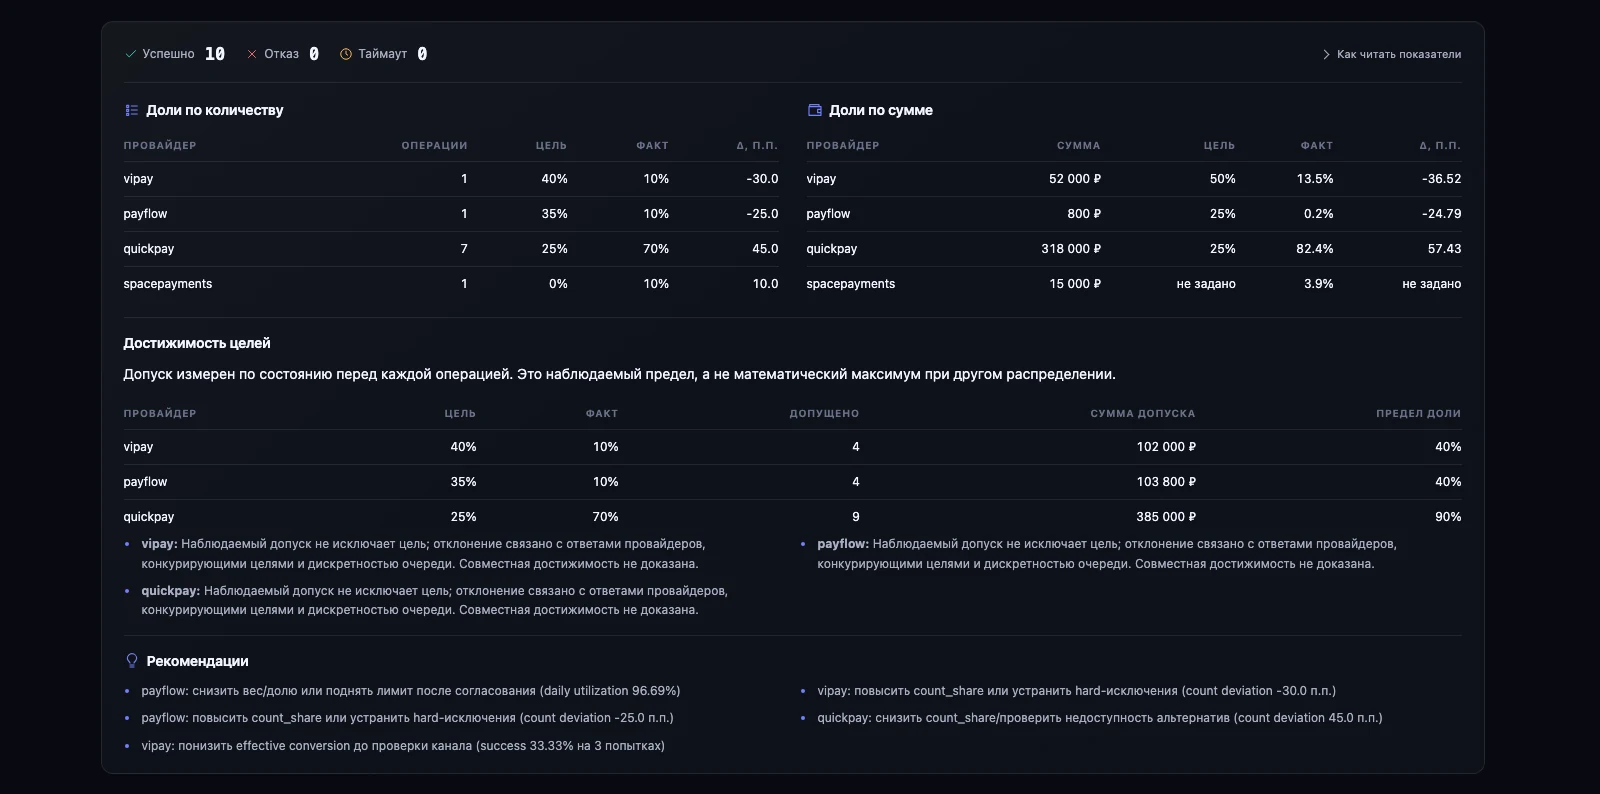 Успешно 10 Отказ 0 Таймаут 0 Как читать показатели
Доли по количеству
ПРОВАЙДЕР ОПЕРАЦИИ ЦЕЛЬ ФАКТ Δ, П.П.
vipay 1 40% 10% -30.0
payflow 1 35% 10% -25.0
quickpay 7 25% 70% 45.0
spacepayments 1 0% 10% 10.0
Доли по сумме
ПРОВАЙДЕР СУММА ЦЕЛЬ ФАКТ Δ, П.П.
vipay 52 000 ₽ 50% 13.5% -36.52
payflow 800 ₽ 25% 0.2% -24.79
quickpay 318 000 ₽ 25% 82.4% 57.43
spacepayments 15 000 ₽ не задано 3.9% не задано
Достижимость целей
Допуск измерен по состоянию перед каждой операцией. Это наблюдаемый предел, а не математический максимум при другом распределении.
ПРОВАЙДЕР ЦЕЛЬ ФАКТ ДОПУЩЕНО СУММА ДОПУСКА ПРЕДЕЛ ДОЛИ
vipay 40% 10% 4 102 000 ₽ 40%
payflow 35% 10% 4 103 800 ₽ 40%
quickpay 25% 70% 9 385 000 ₽ 90%
• vipay: Наблюдаемый допуск не исключает цель; отклонение связано с ответами провайдеров,
конкурирующими целями и дискретностью очереди. Совместная достижимость не доказана.
• payflow: Наблюдаемый допуск не исключает цель; отклонение связано с ответами провайдеров,
конкурирующими целями и дискретностью очереди. Совместная достижимость не доказана.
• quickpay: Наблюдаемый допуск не исключает цель; отклонение связано с ответами провайдеров,
конкурирующими целями и дискретностью очереди. Совместная достижимость не доказана.
Рекомендации
• payflow: снизить вес/долю или поднять лимит после согласования (daily utilization 96.69%)
• vipay: повысить count_share или устранить hard-исключения (count deviation -30.0 п.п.)
• payflow: повысить count_share или устранить hard-исключения (count deviation -25.0 п.п.)
• quickpay: снизить count_share/проверить недоступность альтернатив (count deviation 45.0 п.п.)
• vipay: понизить effective conversion до проверки канала (success 33.33% на 3 попытках)